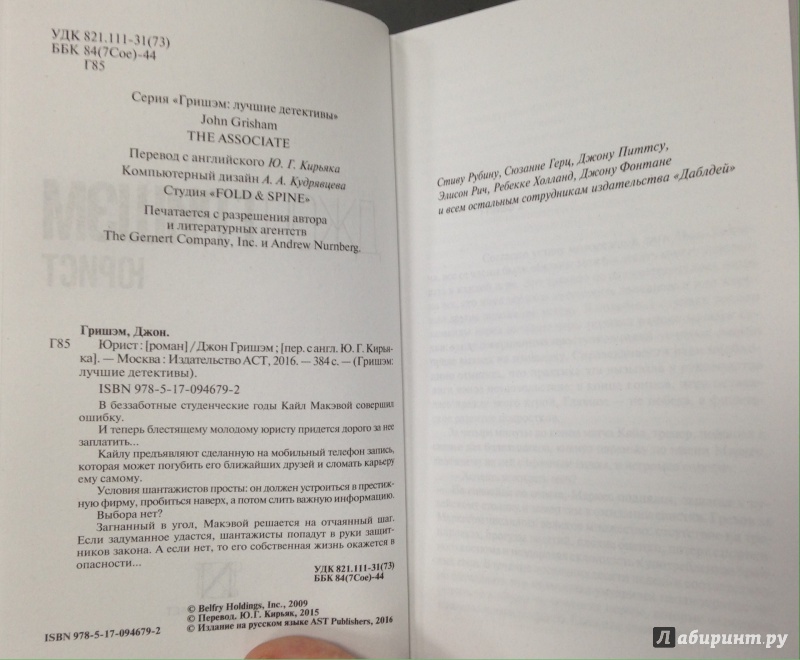 УДК 821.111-31(73)
ББК 84(7Сое)-44
Г85
Серия «Гришэм: лучшие детективы»
John Grisham
THE ASSOCIATE
Перевод с английского Ю. Г. Кирьяка
Компьютерный дизайн А. А. Кудрявцева
Студия «FOLD & SPINE»
Печатается с разрешения автора
и литературных агентств
The Gernert Company, Inc. и Andrew Nurnberg.
Гришэм, Джон.
Г85 Юрист : [роман] / Джон Гришэм ; [пер. с англ. Ю. Г. Кирья-
ка]. — Москва : Издательство АСТ, 2016. — 384 с. — (Гришэм:
лучшие детективы).
ISBN 978-5-17-094679-2
В беззаботные студенческие годы Кайл Макэвой совершил
ошибку.
И теперь блестящему молодому юристу придется дорого за нее
заплатить...
Кайлу предъявляют сделанную на мобильный телефон запись,
которая может погубить его ближайших друзей и сломать карьеру
ему самому.
Условия шантажистов просты: он должен устроиться в престиж-
ную фирму, пробиться наверх, а потом слить важную информацию.
Выбора нет?
Загнанный в угол, Макэвой решается на отчаянный шаг.
Если задуманное удастся, шантажисты попадут в руки защит-
ников закона. А если нет, то его собственная жизнь окажется в
опасности...
УДК 821.111-31(73)
ББК 84(7Сое)-44
© Belfry Holdings, Inc., 2009
© Перевод. Ю.Г. Кирьяк, 2015
ISBN 978-5-17-094679-2 © Издание на русском языке AST Publishers, 2016
Стиву Рубину, Сюзанне Герц, Джону Питтсу,
Элисон Рич, Ребекке Холланд, Джону Фонтане
и всем остальным сотрудникам издательства «Даблдей»
Лабиринт.ру